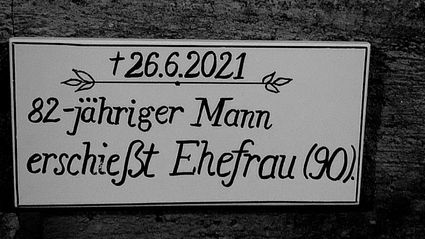 †26.6.2021
82-jähriger Mann
erschießt Ehefrau (90).